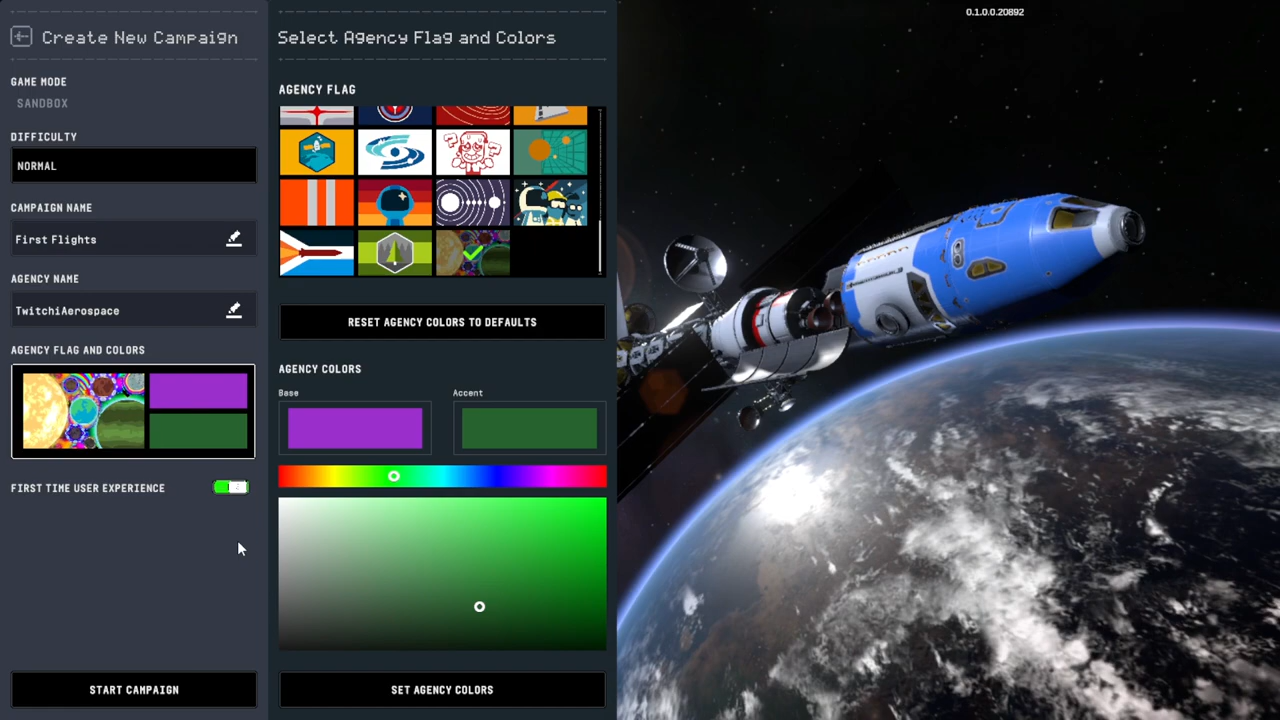 0.1.0.0.20892
Create New Campaign
GAME MODE
SANDBOX
DIFFICULTY
NORMAL
CAMPAIGN NAME
First Flights
AGENCY NAME
TwitchiAerospace
AGENCY FLAG AND COLORS
FIRST TIME USER EXPERIENCE
START CAMPAIGN
Select Agency Flag and Colors
AGENCY FLAG
RESET AGENCY COLORS TO DEFAULTS
AGENCY COLORS
Base
Accent
SET AGENCY COLORS